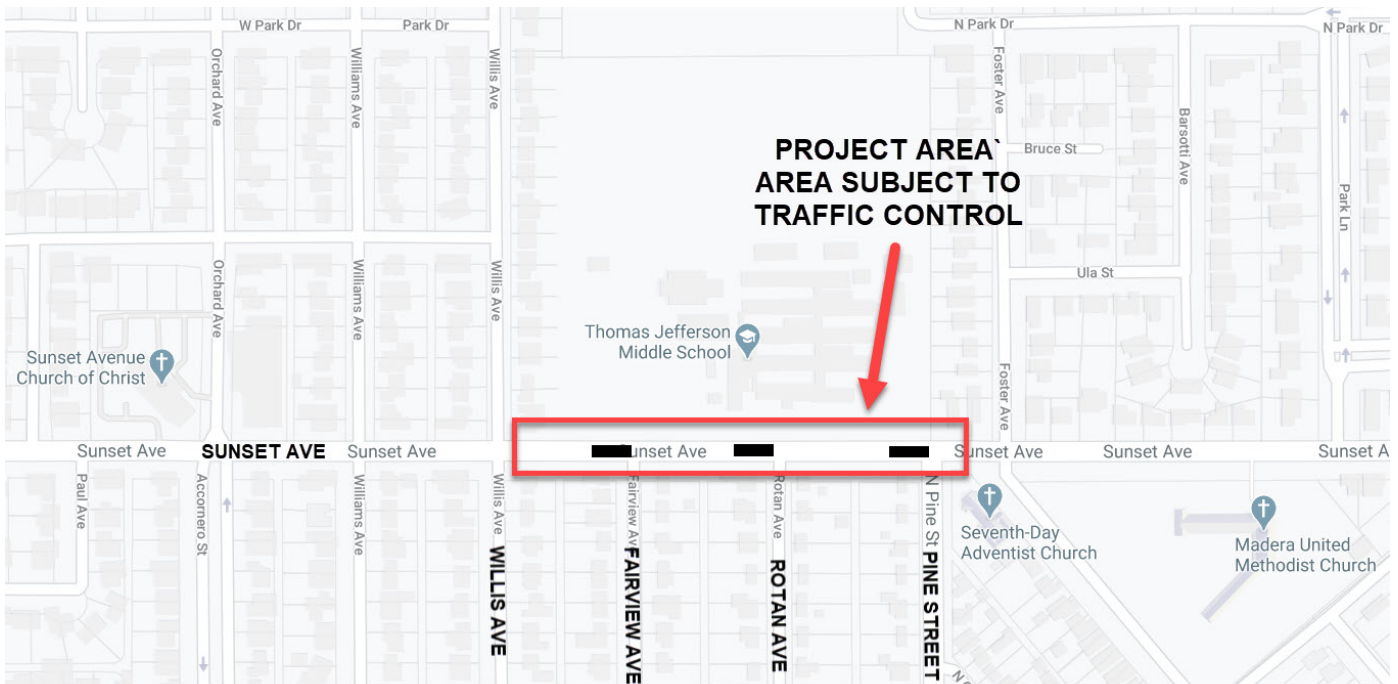 W Park Dr
Park Dr
N Park Dr
N Park Dr
Orchard Ave
Williams Ave
Willis Ave
Foster Ave
Barsotti Ave
PROJECT AREA`
AREA SUBJECT TO
TRAFFIC CONTROL
Bruce St
Park Ln
Orchard Ave
Williams Ave
Willis Ave
Ula St
Thomas Jefferson
Middle School
Sunset Avenue
Church of Christ
Foster Ave
Sunset Ave
SUNSET AVE
Sunset Ave
unset Ave
Sunset Ave
Sunset Ave
Sunset A
Paul Ave
Accornero St
Williams Ave
Willis Ave
WILLIS AVE
Fairview Av
FAIRVIEW AVE
Rotan Ave
ROTAN AVE
N Pine St
PINE STREET
Seventh-Day
Adventist Church
Madera United
Methodist Church